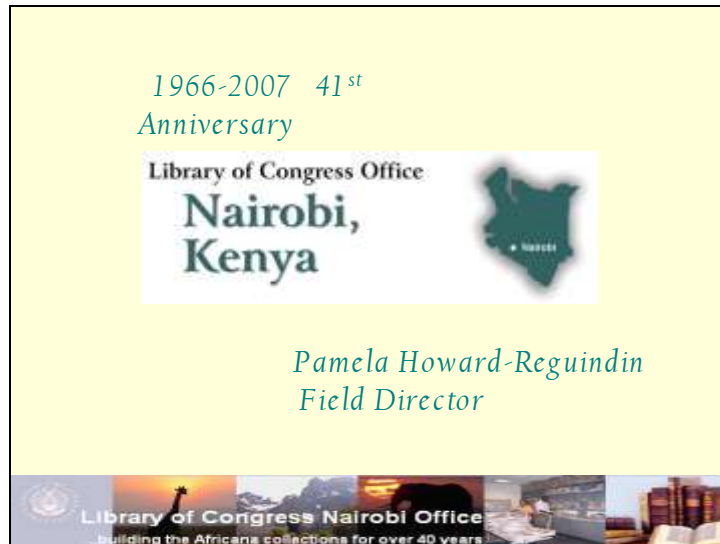 1966-2007 41st
Anniversary
Library of Congress Office
Nairobi,
Kenya
Nairobi
Pamela Howard-Reguindin
Field Director
Library of Congress Nairobi Office
...building the Africana collections for over 40 years